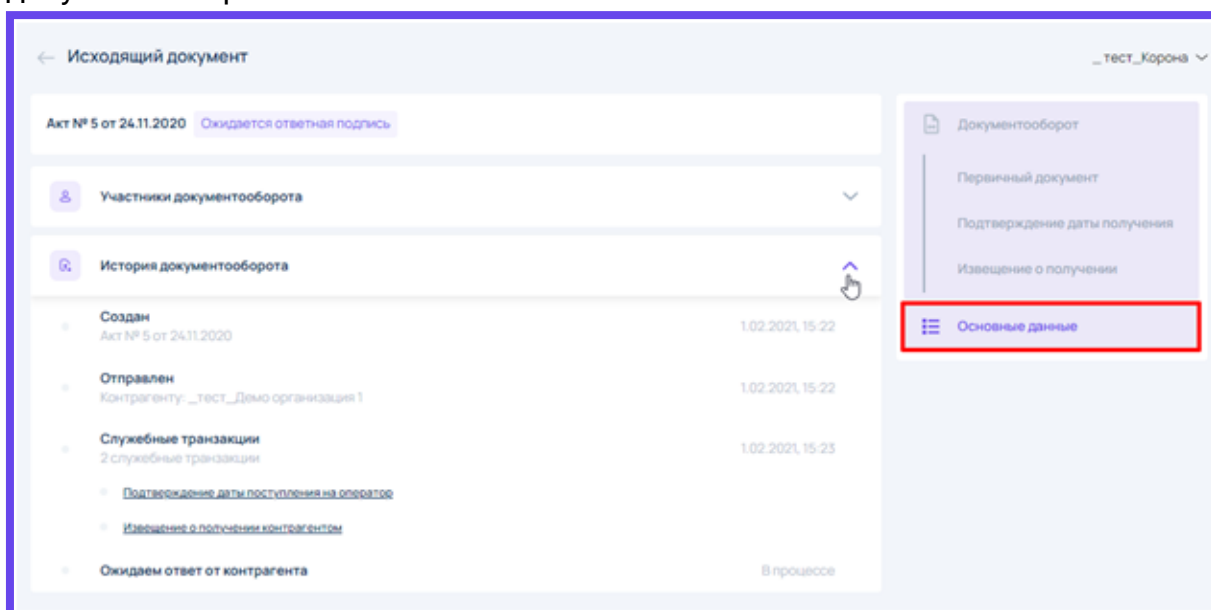 ← Исходящий документ
_тест_Корона
Акт № 5 от 24.11.2020 Ожидается ответная подпись
Участники документооборота
История документооборота
Создан
Акт № 5 от 24.11.2020
1.02.2021, 15:22
Отправлен
Контрагенту: _тест_Демо организация 1
1.02.2021, 15:22
Служебные транзакции
2 служебные транзакции
1.02.2021, 15:23
Подтверждение даты поступления на оператор
Извещение о получении контрагентом
Ожидаем ответ от контрагента
В процессе
Документооборот
Первичный документ
Подтверждение даты получения
Извещение о получении
Основные данные